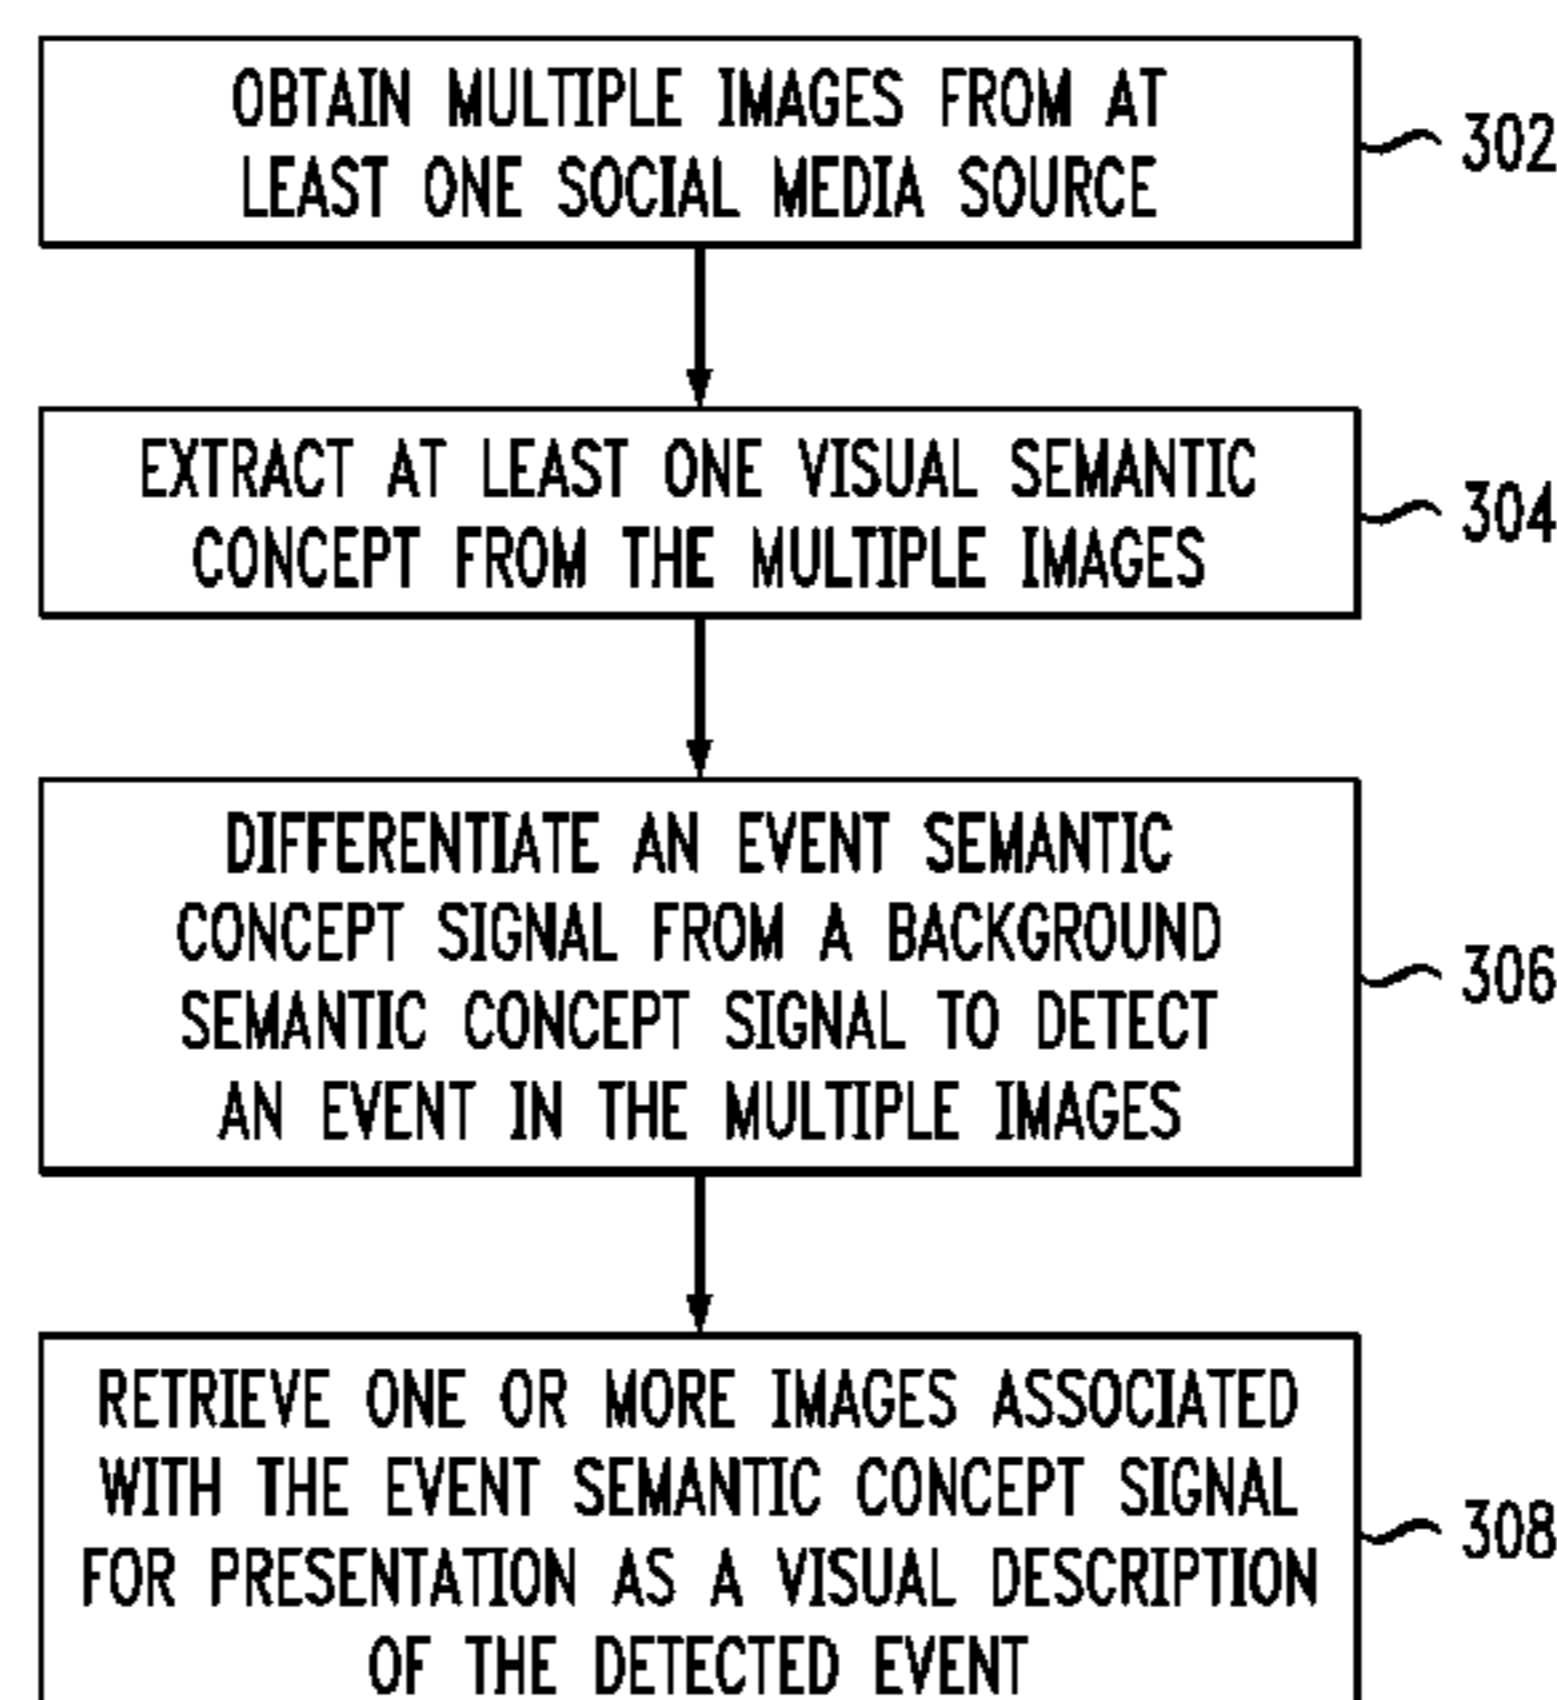 OBTAIN MULTIPLE IMAGES FROM AT
LEAST ONE SOCIAL MEDIA SOURCE
302
EXTRACT AT LEAST ONE VISUAL SEMANTIC
CONCEPT FROM THE MULTIPLE IMAGES
304
DIFFERENTIATE AN EVENT SEMANTIC
CONCEPT SIGNAL FROM A BACKGROUND
SEMANTIC CONCEPT SIGNAL TO DETECT
AN EVENT IN THE MULTIPLE IMAGES
306
RETRIEVE ONE OR MORE IMAGES ASSOCIATED
WITH THE EVENT SEMANTIC CONCEPT SIGNAL
FOR PRESENTATION AS A VISUAL DESCRIPTION
OF THE DETECTED EVENT
308